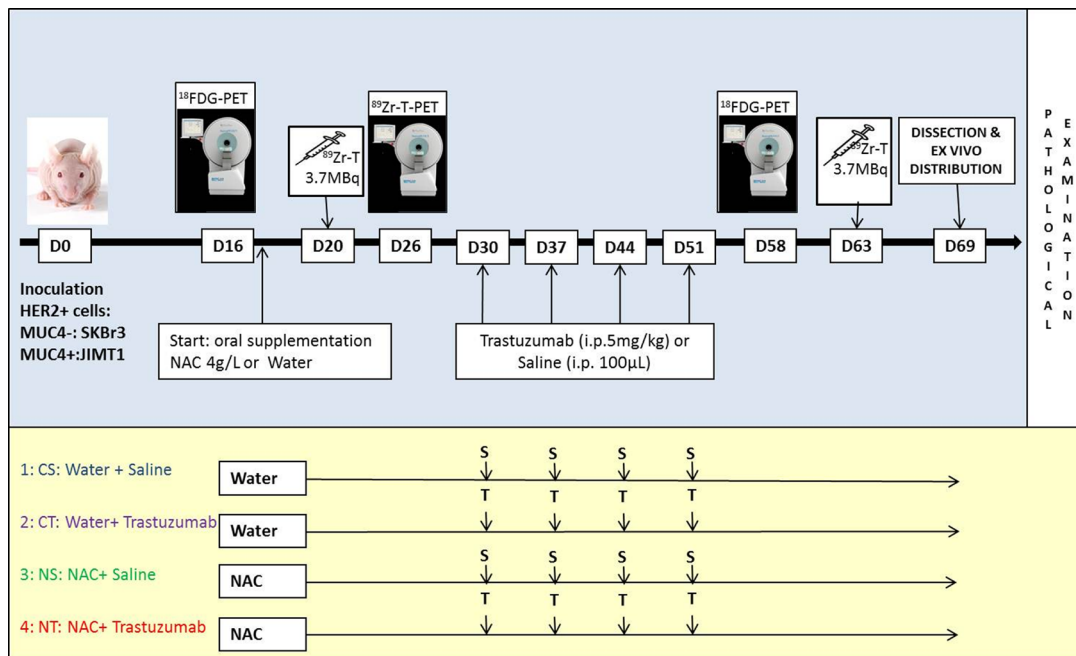 ¹⁸FDG-PET
⁸⁹Zr-T-PET
¹⁸FDG-PET
⁸⁹Zr-T
3.7MBq
⁸⁹Zr-T
3.7MBq
DISSECTION &
EX VIVO
DISTRIBUTION
D0
D16
D20
D26
D30
D37
D44
D51
D58
D63
D69
Inoculation
HER2+ cells:
MUC4-: SKBr3
MUC4+:JIMT1
Start: oral supplementation
NAC 4g/L or Water
Trastuzumab (i.p.5mg/kg) or
Saline (i.p. 100µL)
PATHOLOGICAL
EXAMINATION
1: CS: Water + Saline
Water
S S S S
2: CT: Water+ Trastuzumab
Water
T T T T
3: NS: NAC+ Saline
NAC
S S S S
4: NT: NAC+ Trastuzumab
NAC
T T T T